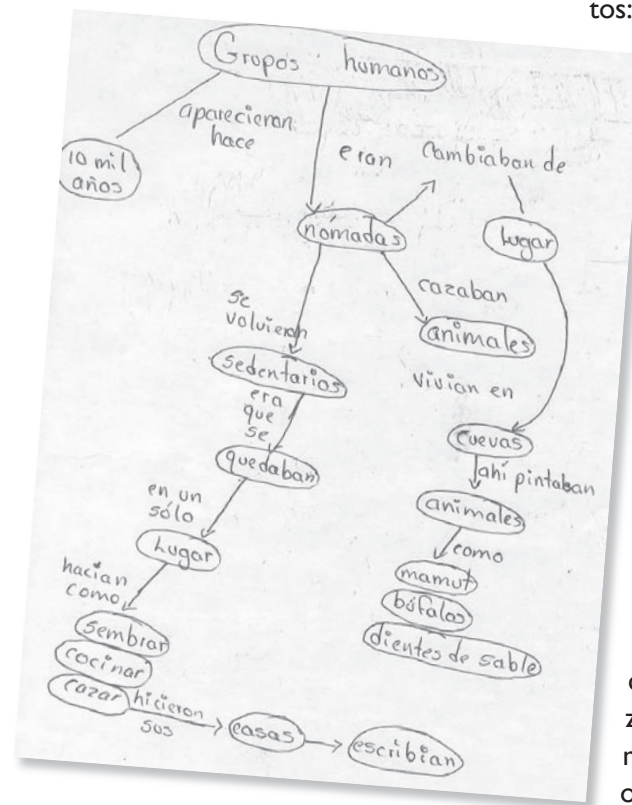 tos:
Grupos humanos
aparecieron
hace
10 mil
años
eran
Cambiaban de
nómadas
lugar
cazaban
animales
se
volvieron
sedentarios
vivian en
era
que
se
cuevas
quedaban
ahí pintaban
en un
sólo
animales
lugar
como
hacian
como
mamut
búfalos
dientes de sable
sembrar
cocinar
cazar
hicieron
sus
casas
escribian